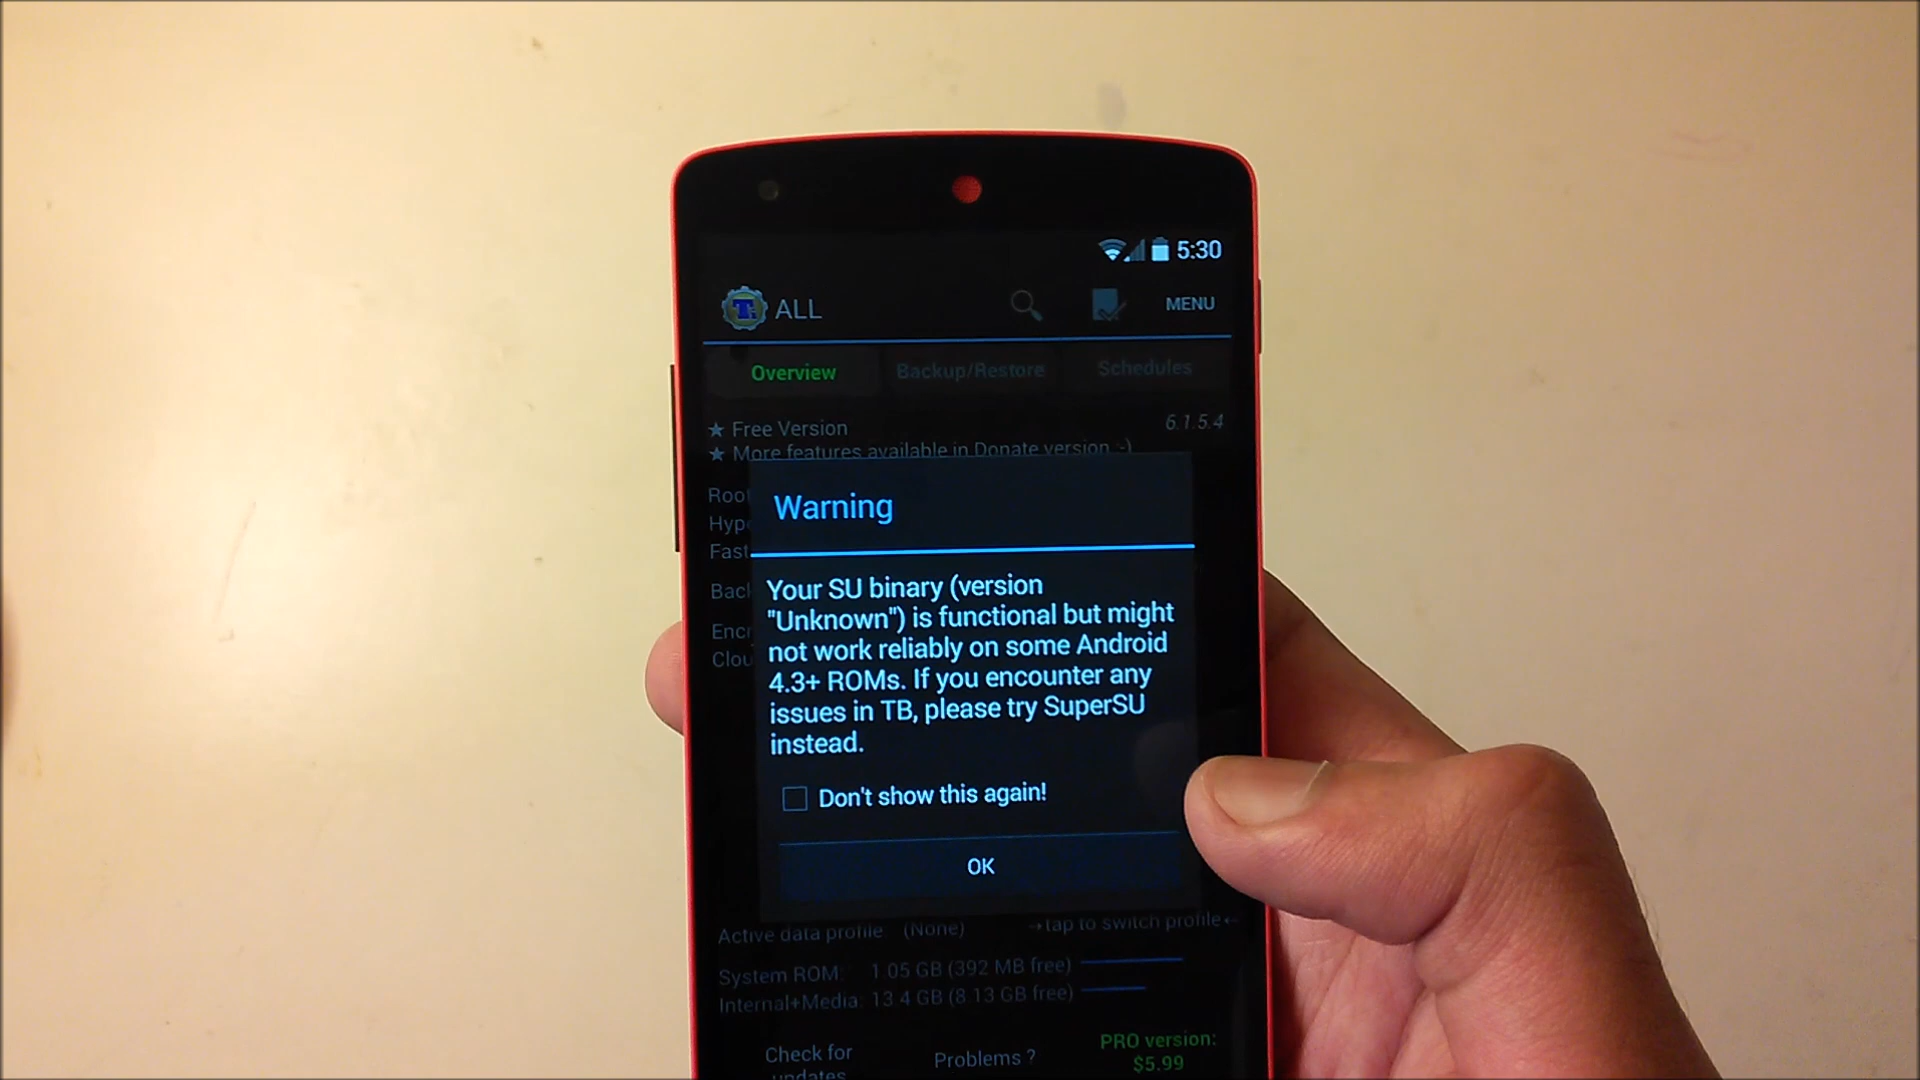 5:30
ALL
MENU
Overview Backup/Restore Schedules
★ Free Version 6.1.5.4
★ More features available in Donate version :-)
Warning
Your SU binary (version
"Unknown") is functional but might
not work reliably on some Android
4.3+ ROMs. If you encounter any
issues in TB, please try SuperSU
instead.
Don't show this again!
OK
Active data profile: (None) →tap to switch profile←
System ROM: 1.05 GB (392 MB free)
Internal+Media: 13.4 GB (8.13 GB free)
Check for
updates
Problems ?
PRO version:
$5.99